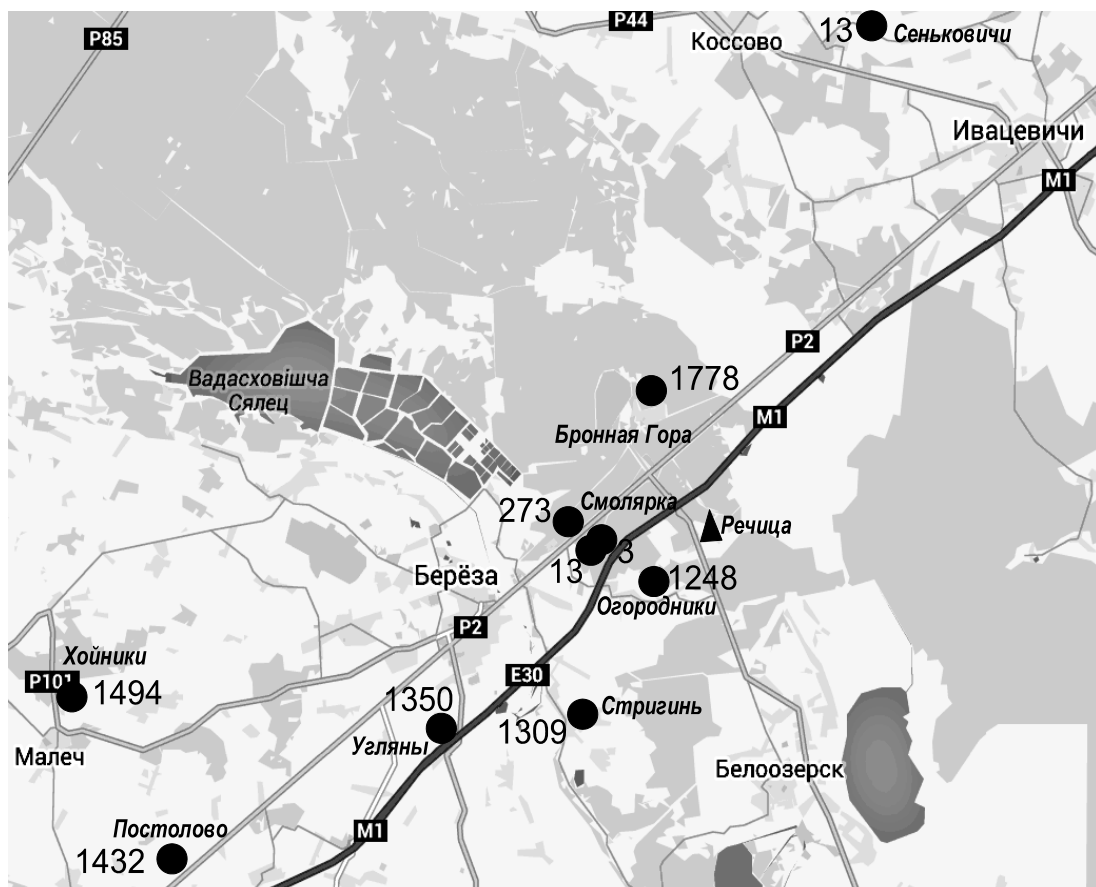 P85
P44
13
Сеньковичи
Коссово
Ивацевичи
M1
P2
Вадасховішча
Сялец
1778
M1
Бронная Гора
273
Смолярка
Речица
13
3
Берёза
1248
Огородники
P2
Хойники
P101
1494
E30
1350
Стригинь
1309
Угляны
Малеч
Белоозерск
Постолово
M1
1432